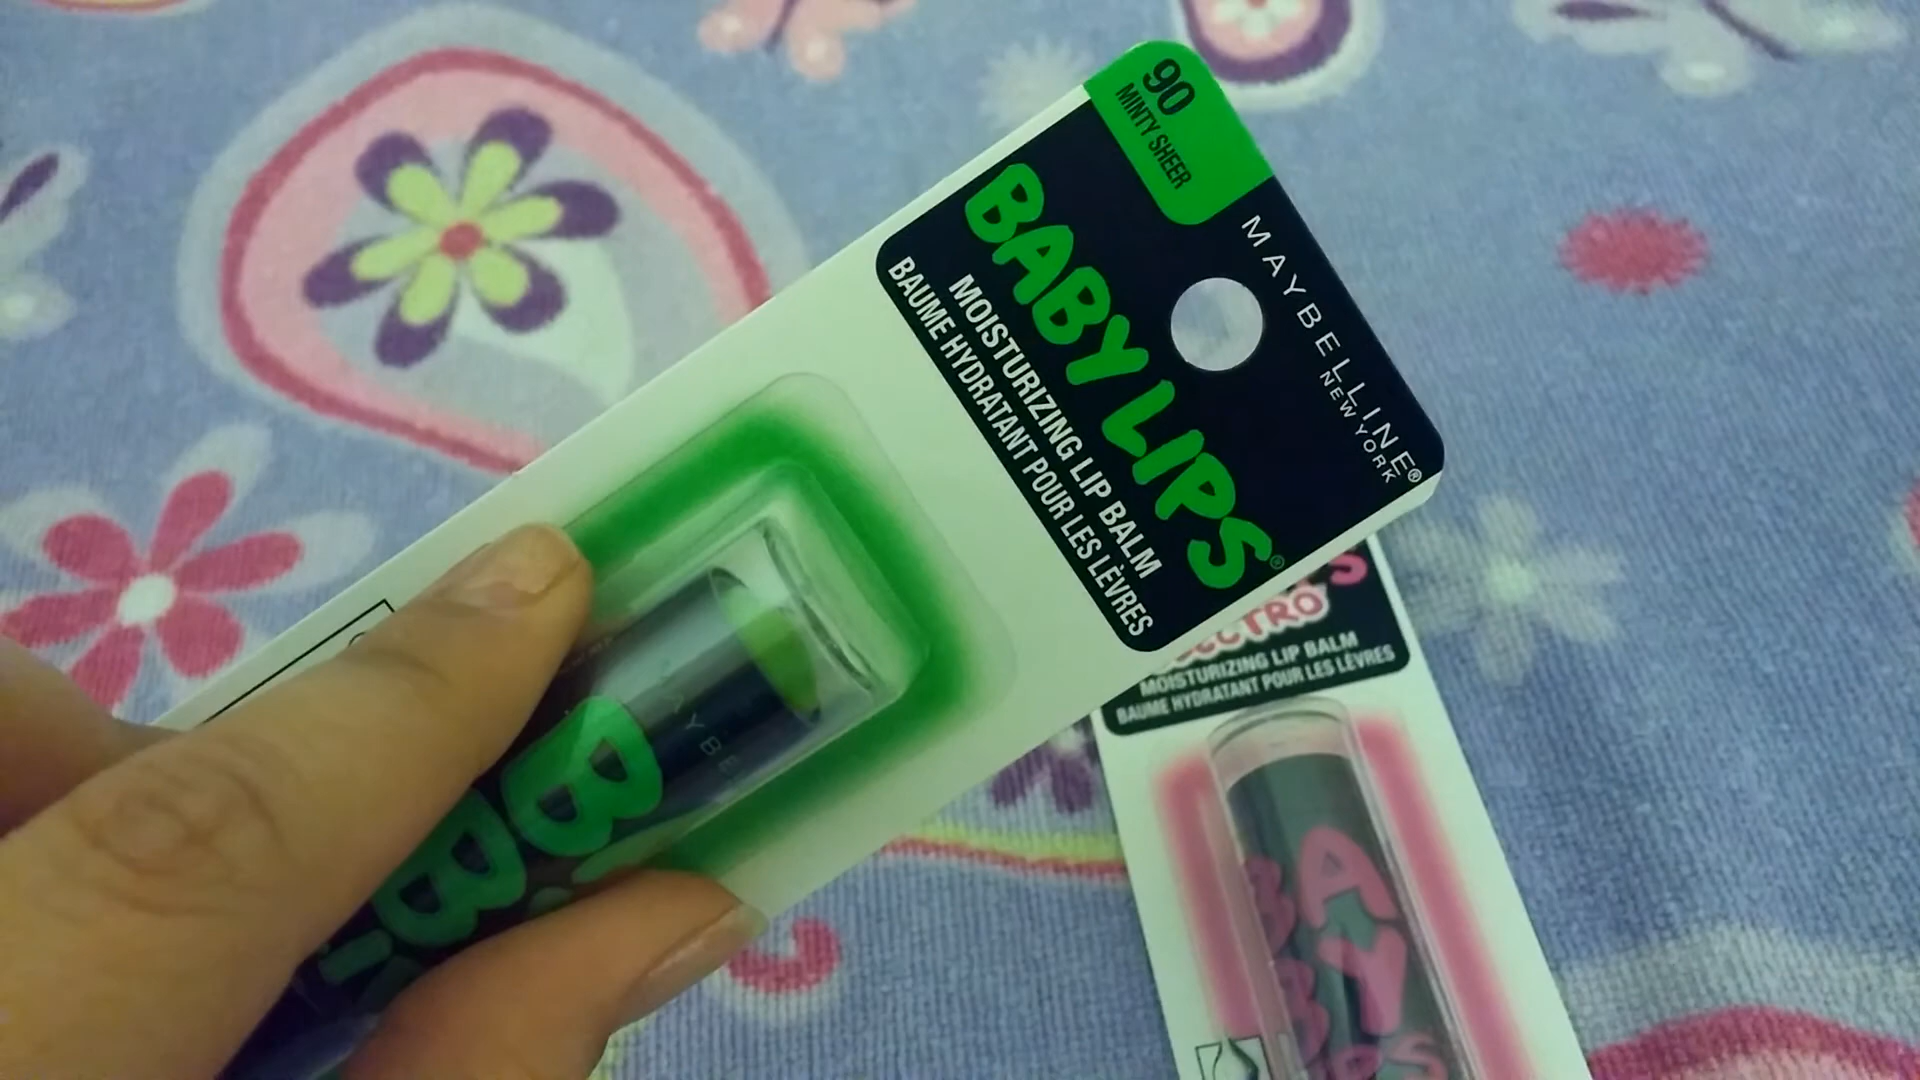 90
MINTY SHEER
MAYBELLINE®
NEW YORK
BABY LIPS®
MOISTURIZING LIP BALM
BAUME HYDRATANT POUR LES LÈVRES
MOISTURIZING LIP BALM
BAUME HYDRATANT POUR LES LÈVRES